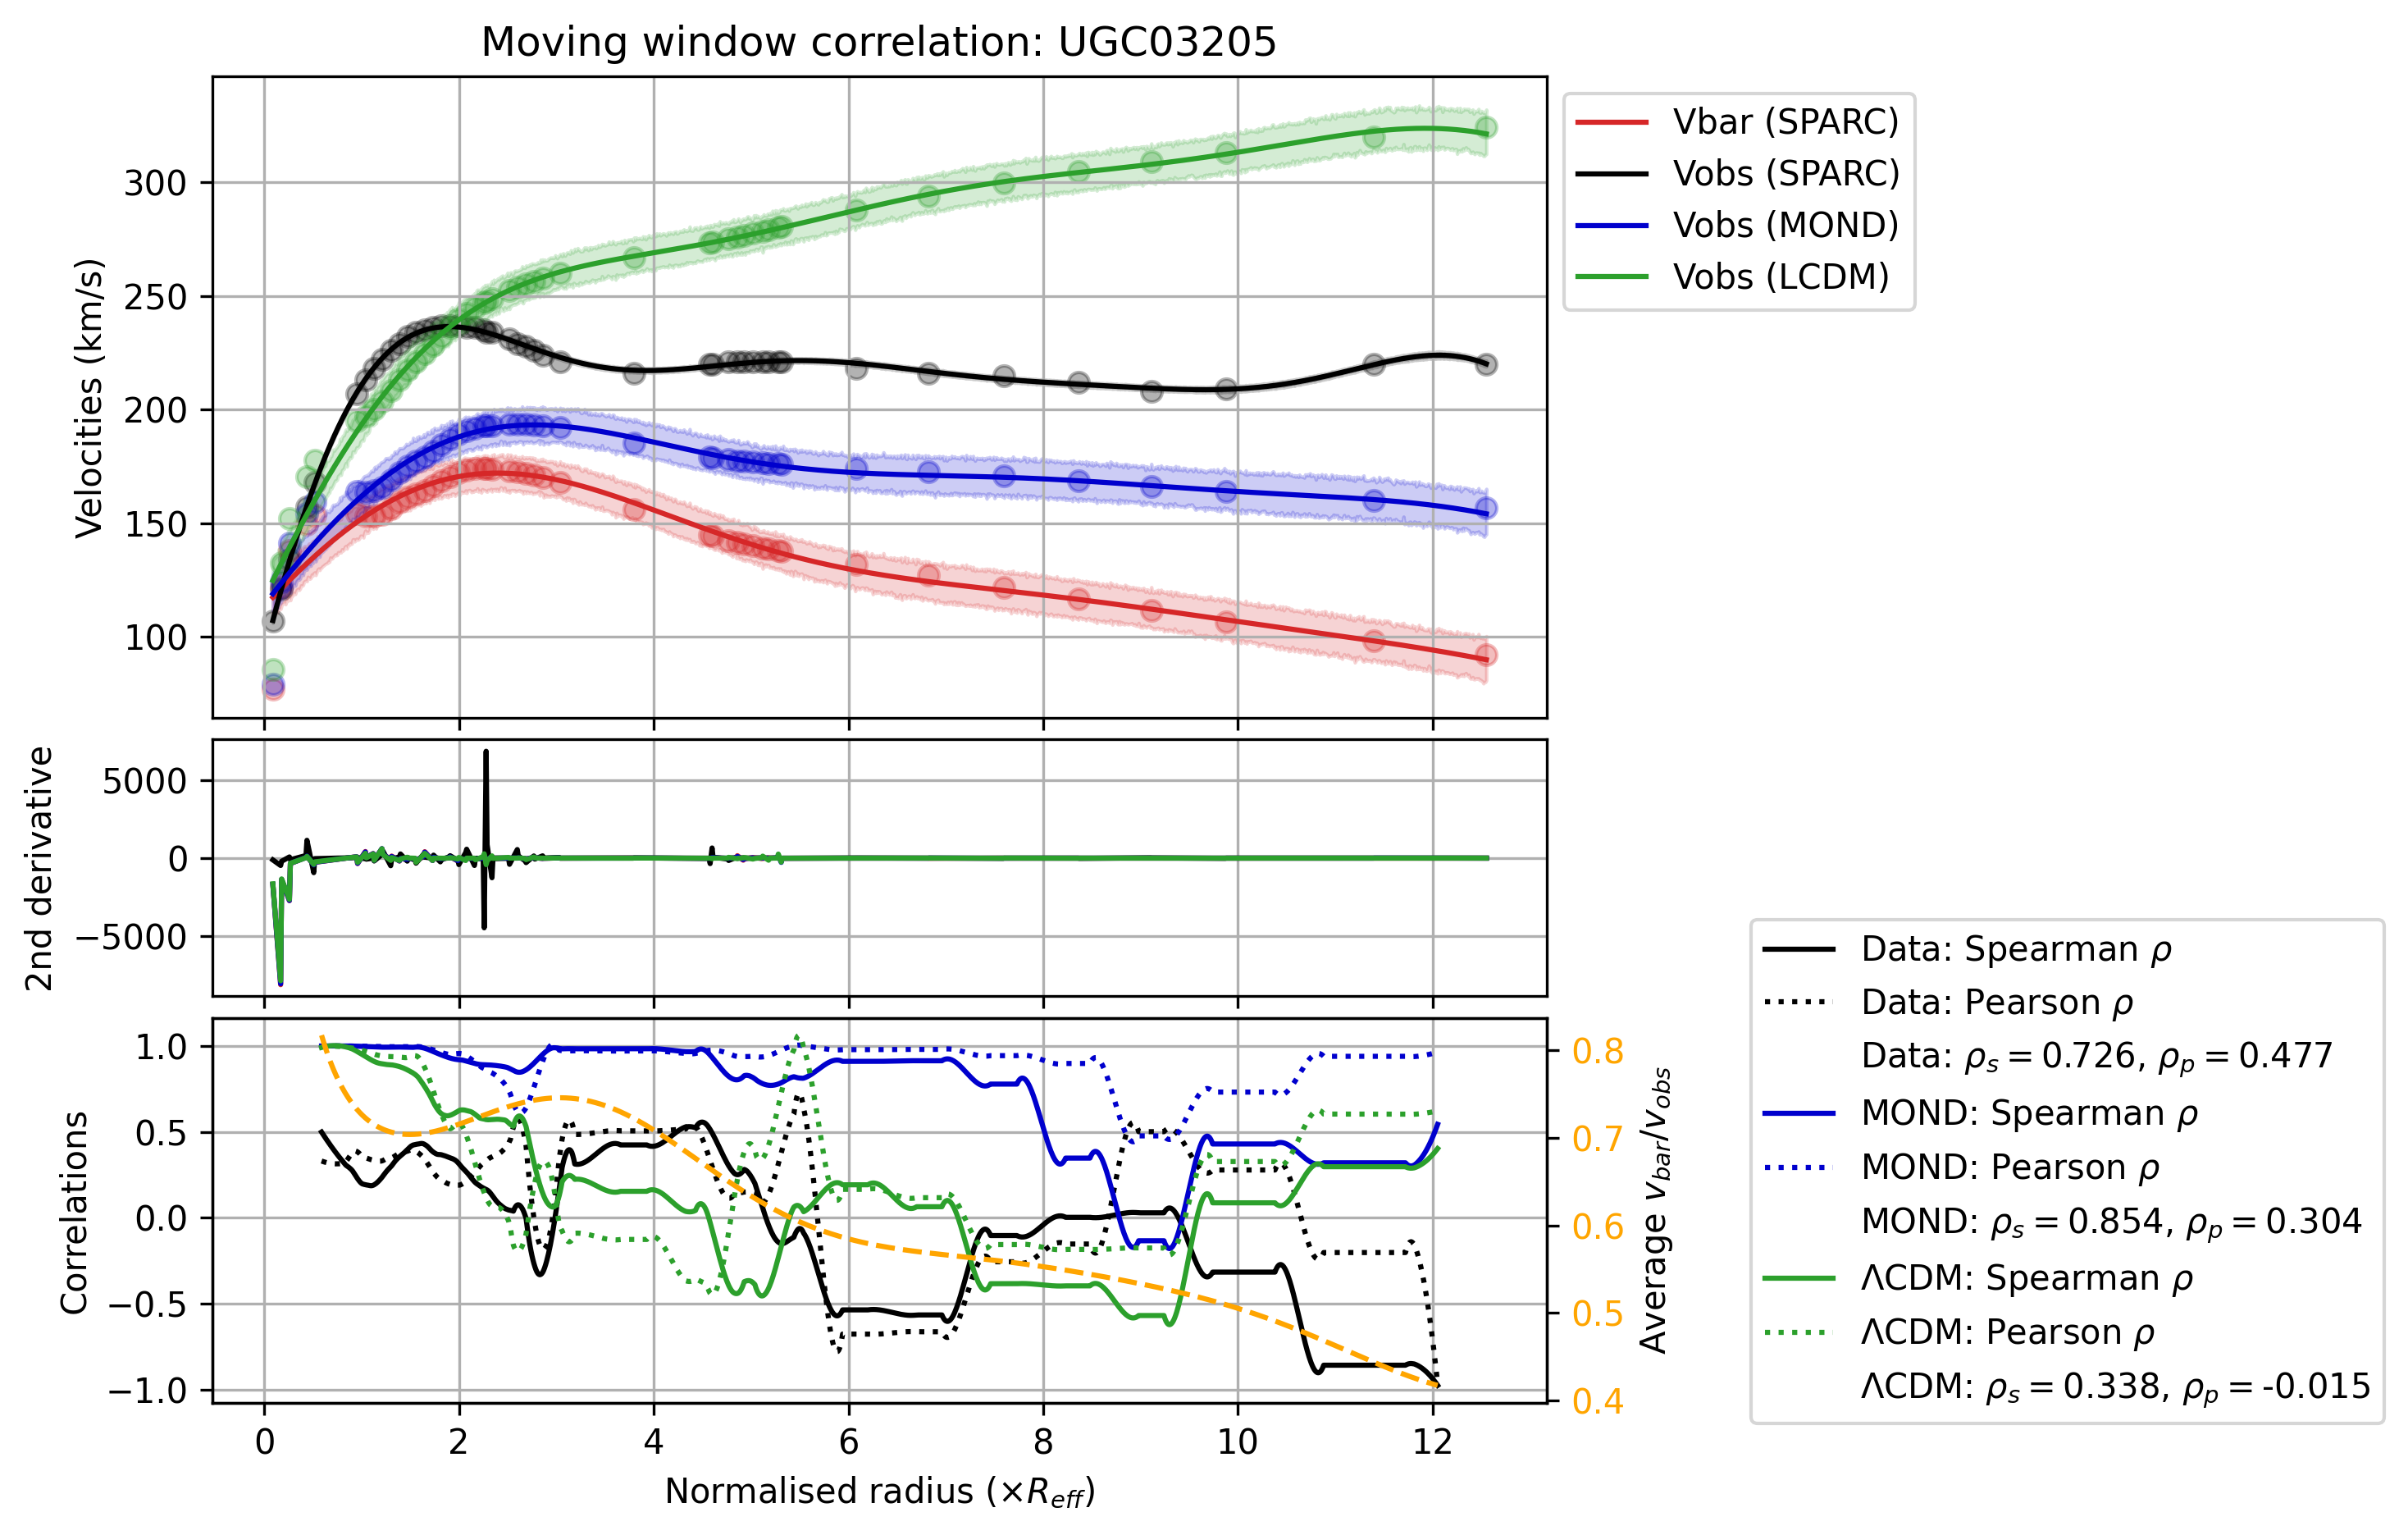 Moving window correlation: UGC03205
Velocities (km/s)
300
250
200
150
100
Vbar (SPARC)
Vobs (SPARC)
Vobs (MOND)
Vobs (LCDM)
2nd derivative
5000
0
−5000
Correlations
1.0
0.5
0.0
−0.5
−1.0
0.8
0.7
0.6
0.5
0.4
Average v_bar/v_obs
0 2 4 6 8 10 12
Normalised radius (×R_eff)
Data: Spearman ρ
Data: Pearson ρ
Data: ρ_s = 0.726, ρ_p = 0.477
MOND: Spearman ρ
MOND: Pearson ρ
MOND: ρ_s = 0.854, ρ_p = 0.304
ΛCDM: Spearman ρ
ΛCDM: Pearson ρ
ΛCDM: ρ_s = 0.338, ρ_p = -0.015